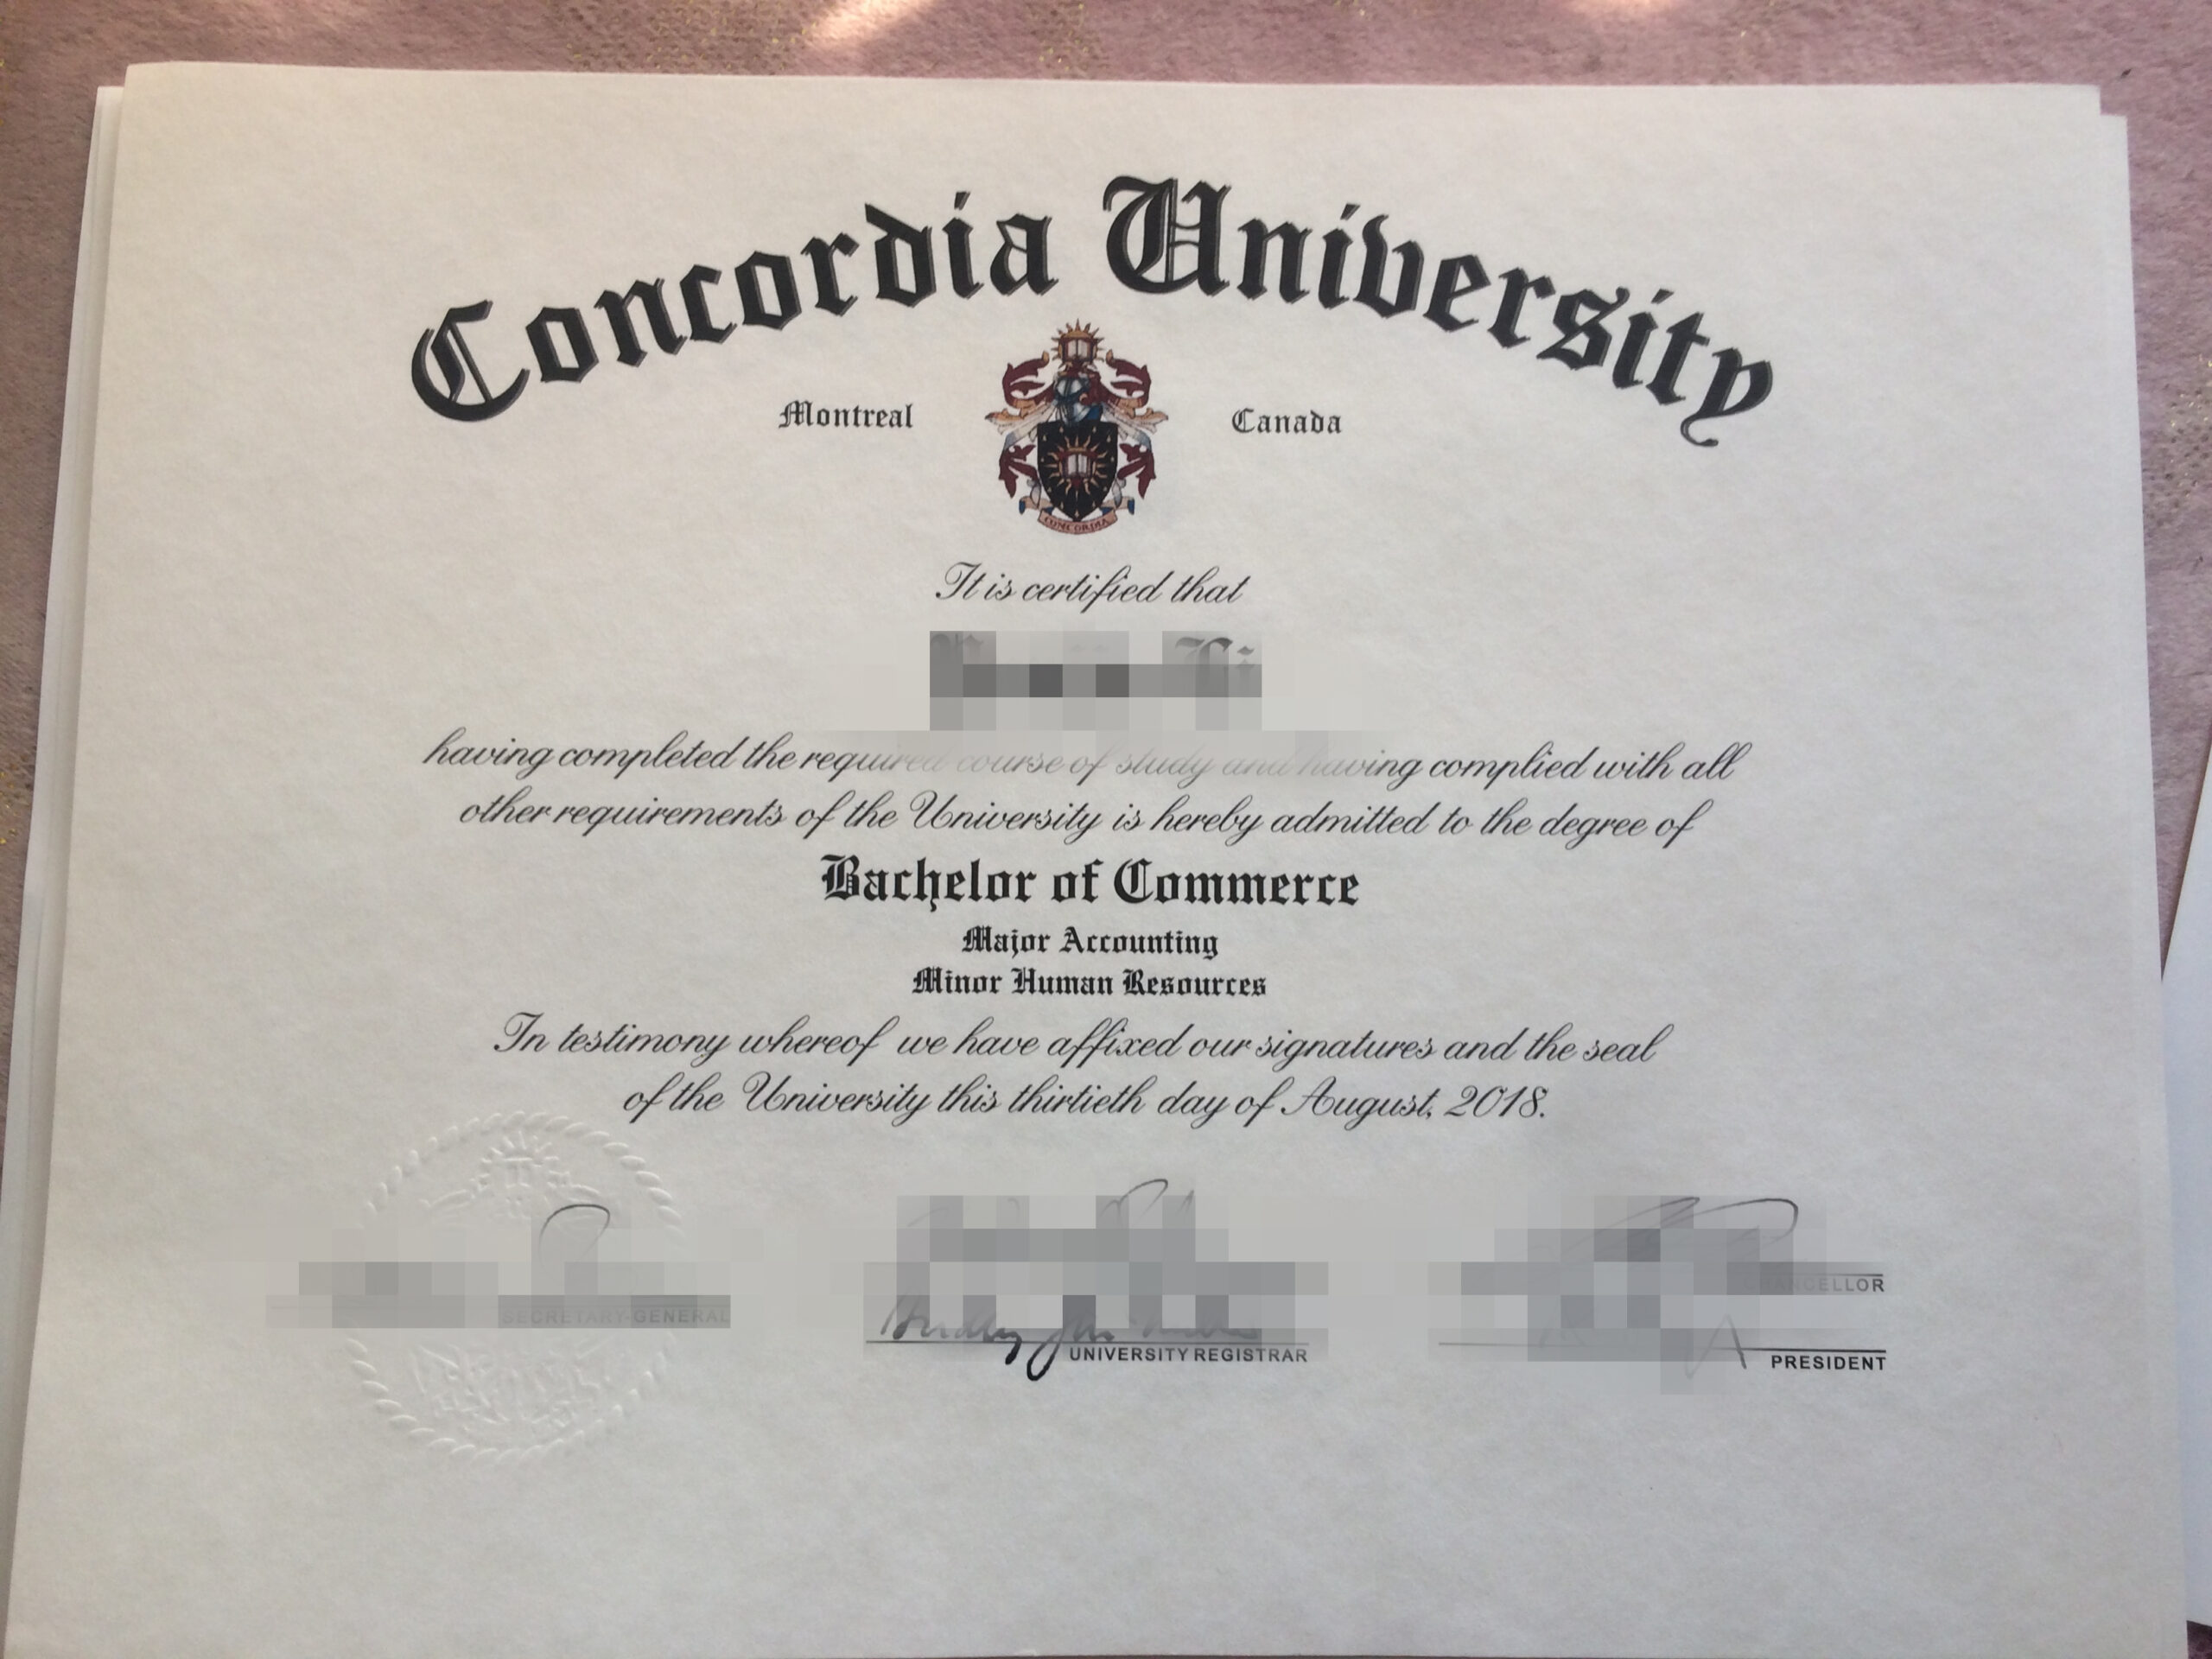 Concordia University
Montreal
Canada
CONCORDIA
It is certified that
having completed the required course of study and having complied with all
other requirements of the University is hereby admitted to the degree of
Bachelor of Commerce
Major Accounting
Minor Human Resources
In testimony whereof we have affixed our signatures and the seal
of the University this thirtieth day of August, 2018.
SECRETARY-GENERAL
UNIVERSITY REGISTRAR
CHANCELLOR
PRESIDENT